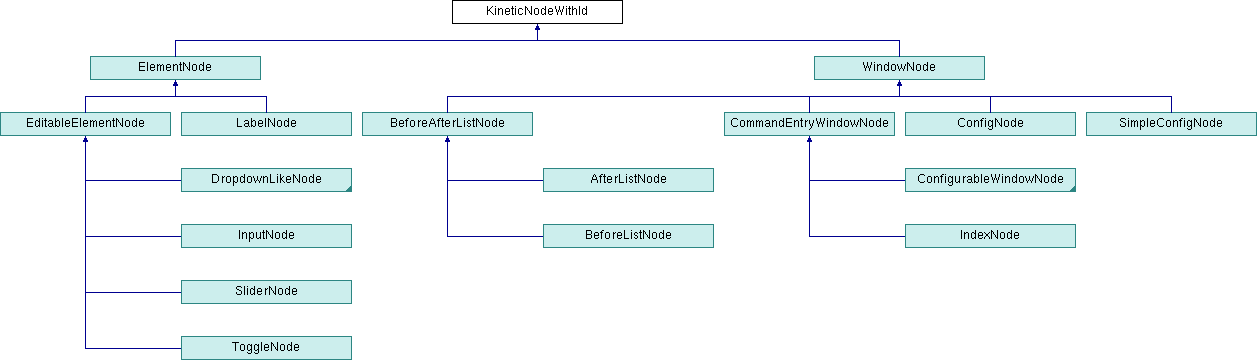 KineticNodeWithId
ElementNode
WindowNode
EditableElementNode
LabelNode
BeforeAfterListNode
CommandEntryWindowNode
ConfigNode
SimpleConfigNode
DropdownLikeNode
AfterListNode
ConfigurableWindowNode
InputNode
BeforeListNode
IndexNode
SliderNode
ToggleNode